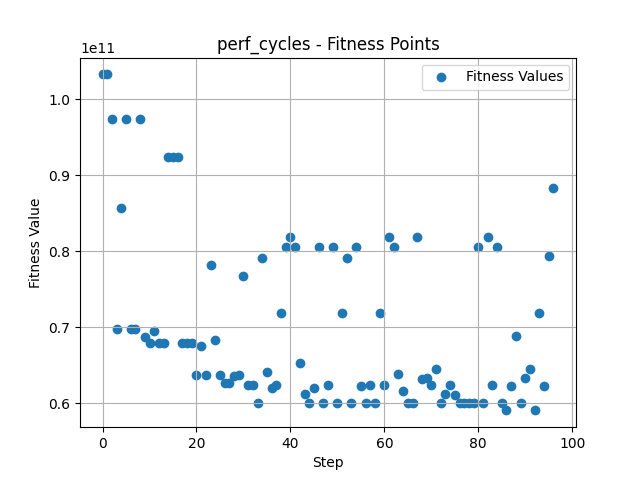 perf_cycles - Fitness Points
1e11
Fitness Values
1.0
0.9
0.8
0.7
0.6
Fitness Value
0 20 40 60 80 100
Step